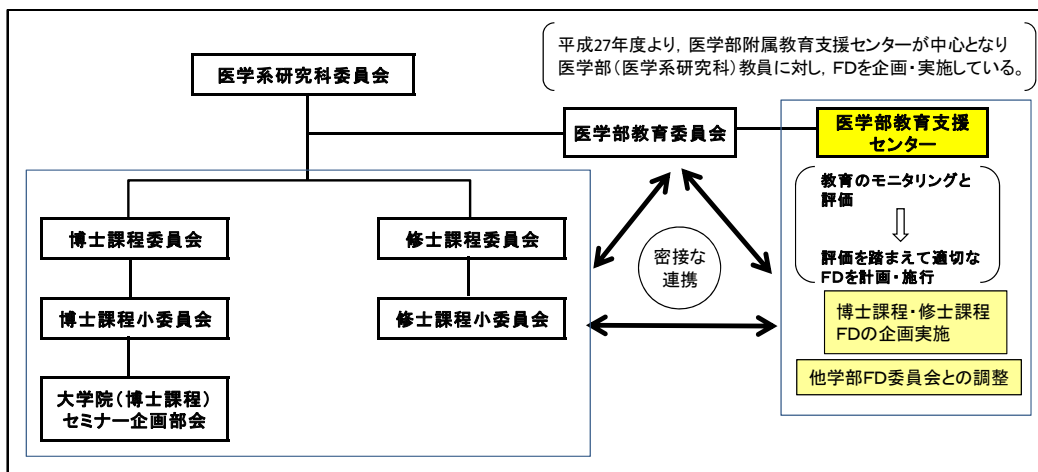 平成27年度より，医学部附属教育支援センターが中心となり
医学部（医学系研究科）教員に対し，FDを企画・実施している。
医学系研究科委員会
医学部教育委員会
医学部教育支援
センター
教育のモニタリングと
評価
評価を踏まえて適切な
FDを計画・施行
博士課程委員会
修士課程委員会
密接な
連携
博士課程小委員会
修士課程小委員会
博士課程・修士課程
FDの企画実施
他学部FD委員会との調整
大学院（博士課程）
セミナー企画部会